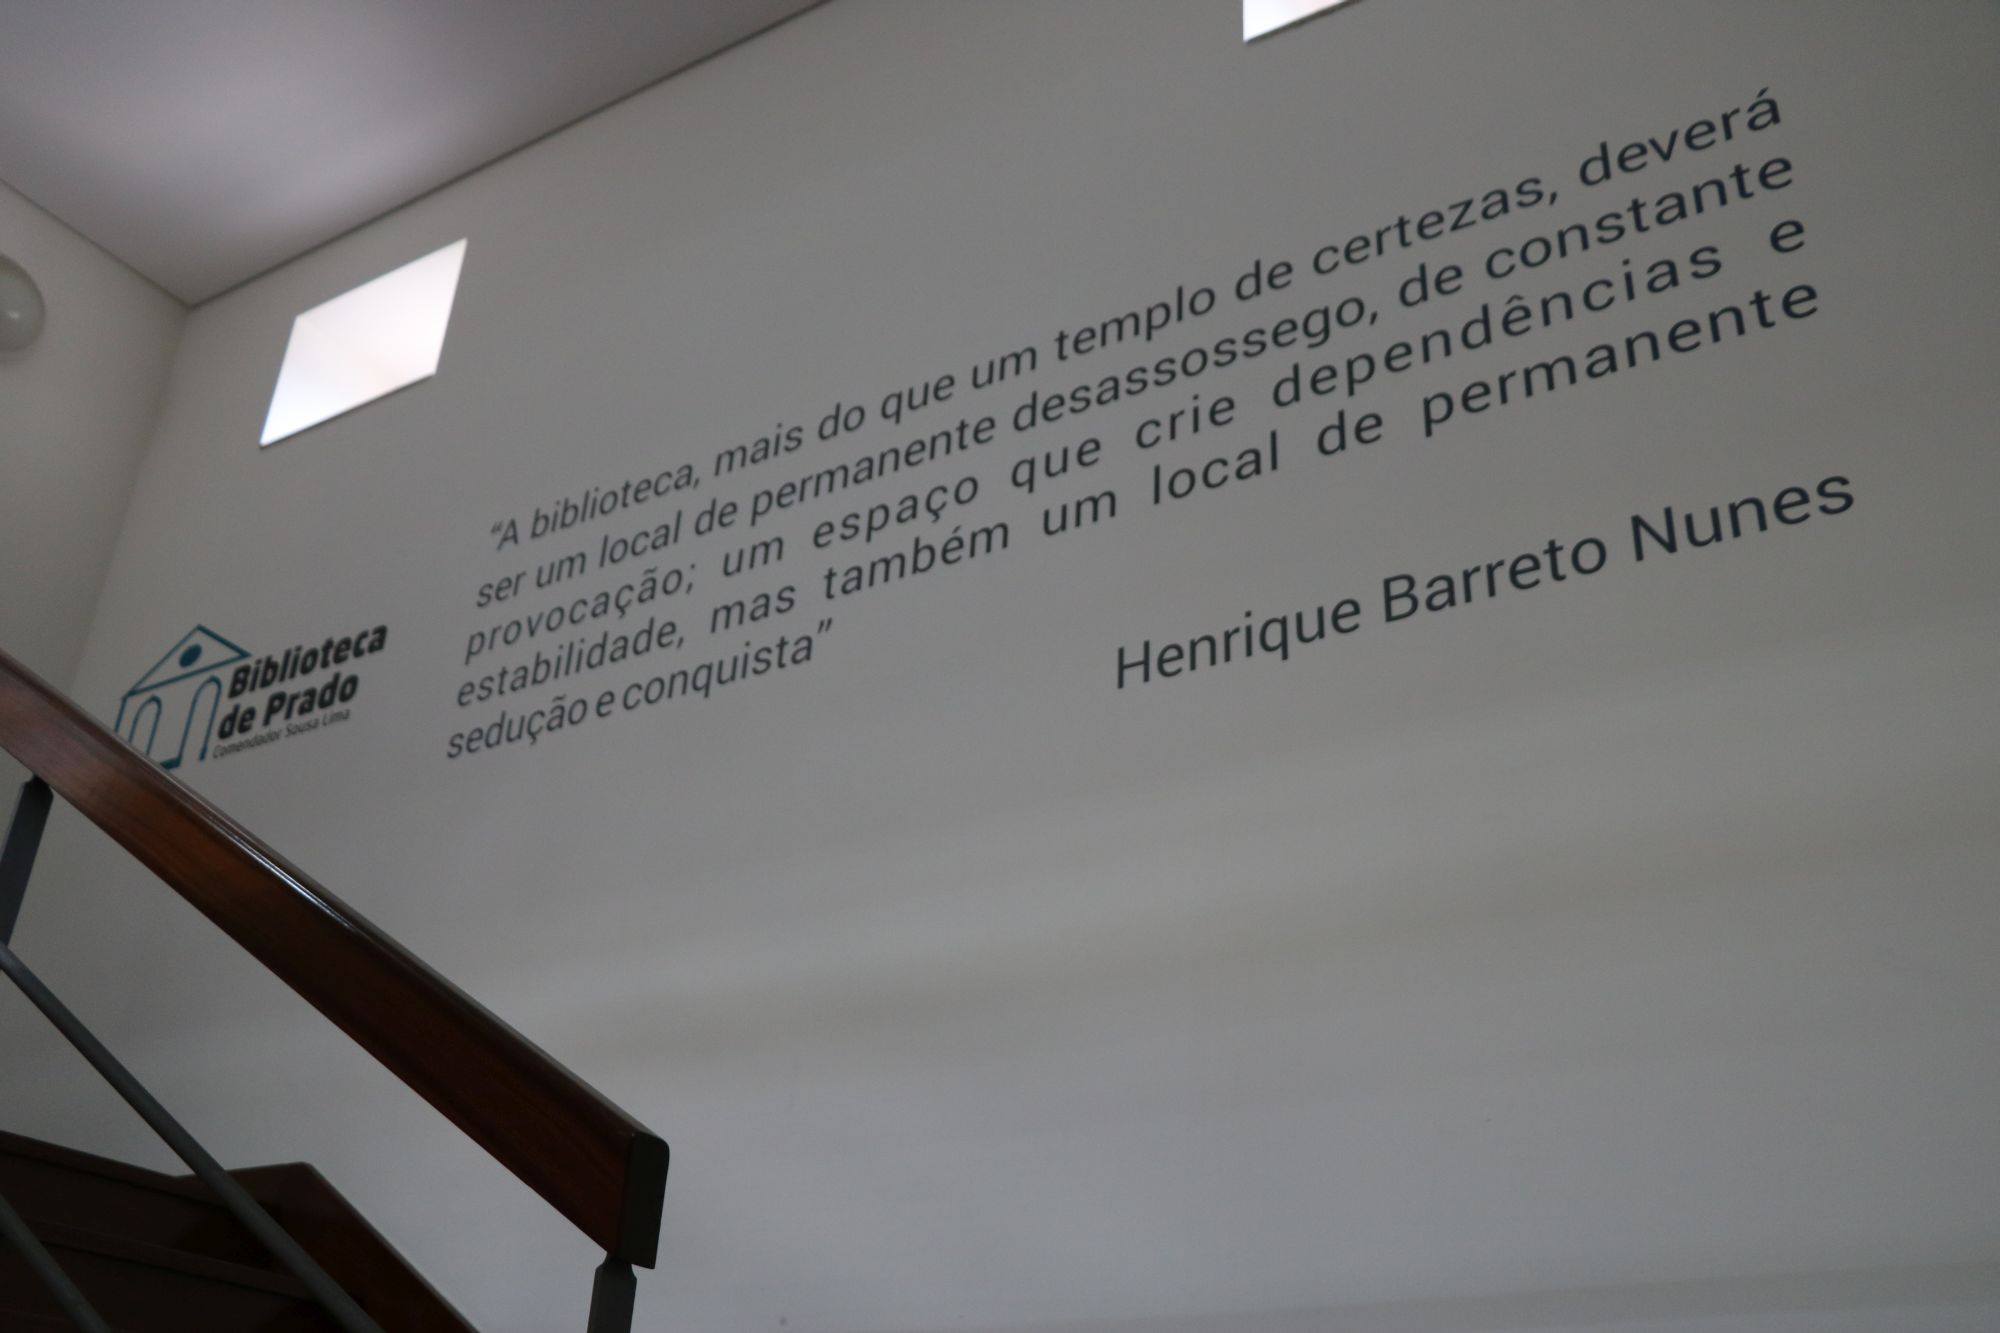 “A biblioteca, mais do que um templo de certezas, deverá
ser um local de permanente desassossego, de constante
provocação; um espaço que crie dependências e
estabilidade, mas também um local de permanente
sedução e conquista”
Henrique Barreto Nunes
Biblioteca
de Prado
Comendador Sousa Lima